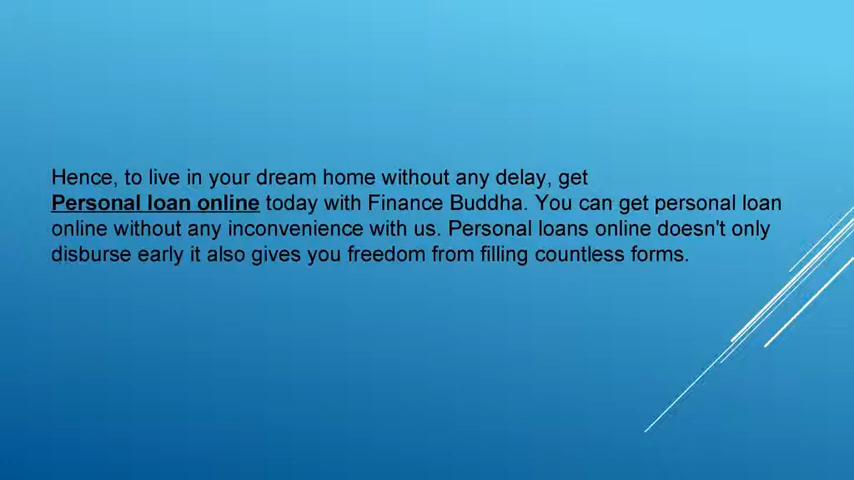 Hence, to live in your dream home without any delay, get
Personal loan online today with Finance Buddha. You can get personal loan
online without any inconvenience with us. Personal loans online doesn't only
disburse early it also gives you freedom from filling countless forms.